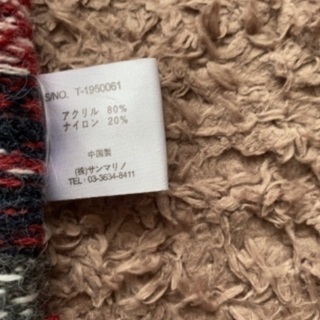 S/NO. T-1950061
アクリル 80%
ナイロン 20%
中国製
(株)サンマリノ
TEL: 03-3634-8411